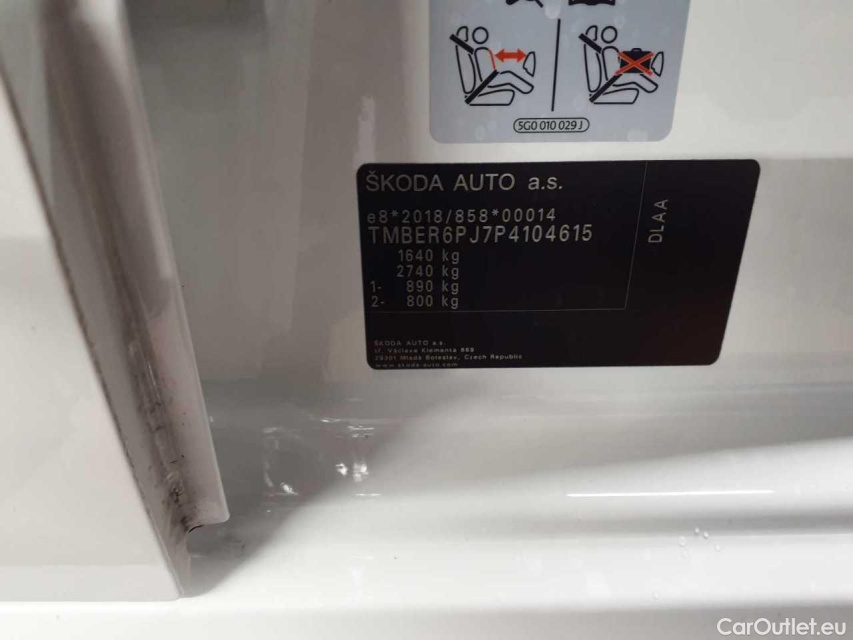 5G0 010 029 J
ŠKODA AUTO a.s.
e8*2018/858*00014
TMBER6PJ7P4104615
1640 kg
2740 kg
1- 890 kg
2- 800 kg
DLAA
ŠKODA AUTO a.s.
tř. Václava Klementa 869
29301 Mladá Boleslav, Czech Republic
www.skoda-auto.com
CarOutlet.eu